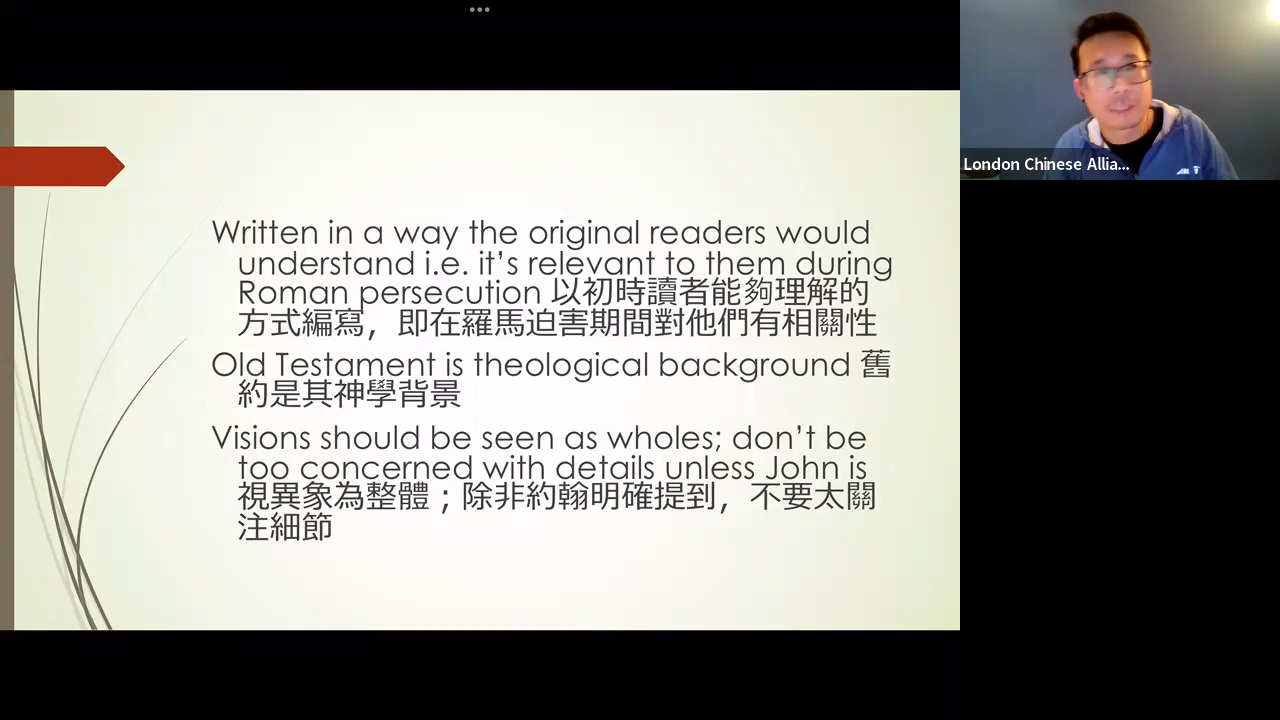 Written in a way the original readers would
understand i.e. it’s relevant to them during
Roman persecution 以初時讀者能夠理解的
方式編寫，即在羅馬迫害期間對他們有相關性
Old Testament is theological background 舊
約是其神學背景
Visions should be seen as wholes; don’t be
too concerned with details unless John is
視異象為整體；除非約翰明確提到，不要太關
注細節
London Chinese Allia...